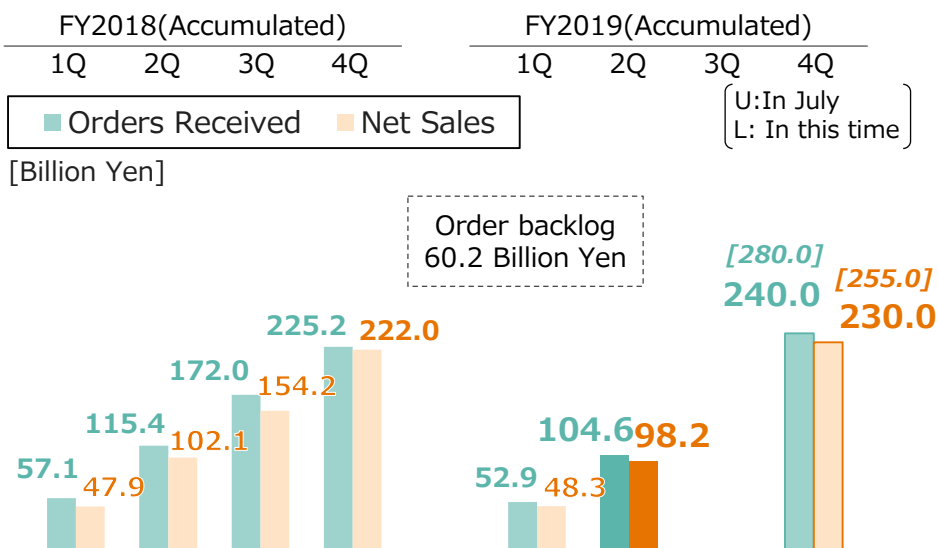 FY2018(Accumulated)
FY2019(Accumulated)
1Q 2Q 3Q 4Q
1Q 2Q 3Q 4Q
Orders Received Net Sales
U:In July
L: In this time
[Billion Yen]
Order backlog
60.2 Billion Yen
[280.0]
240.0
[255.0]
230.0
225.2 222.0
172.0
154.2
115.4
102.1
57.1
47.9
104.6 98.2
52.9
48.3